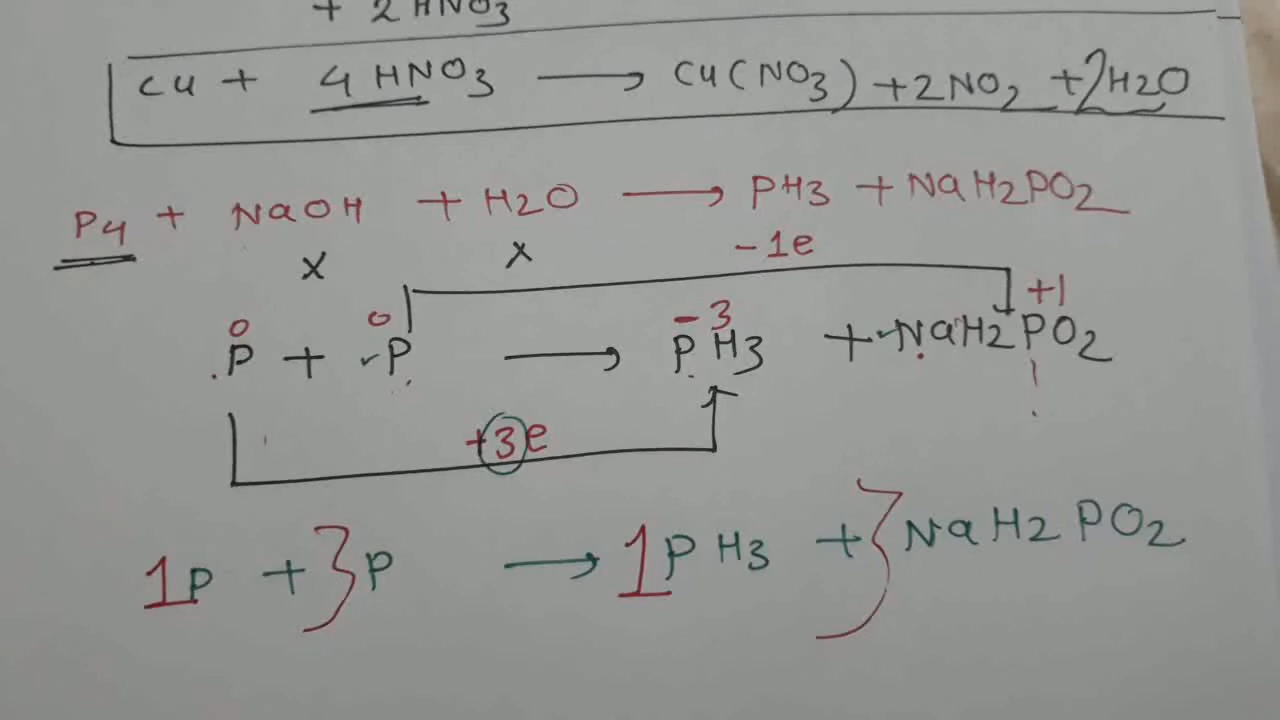 + 2HNO3
Cu + 4HNO3 → Cu(NO3) + 2NO2 + 2H2O
P4 + NaOH + H2O → PH3 + NaH2PO2
x x -1e
0 0 -3 +1
P + P → PH3 + NaH2PO2
+3e
1P + 3P → 1PH3 + 3NaH2PO2